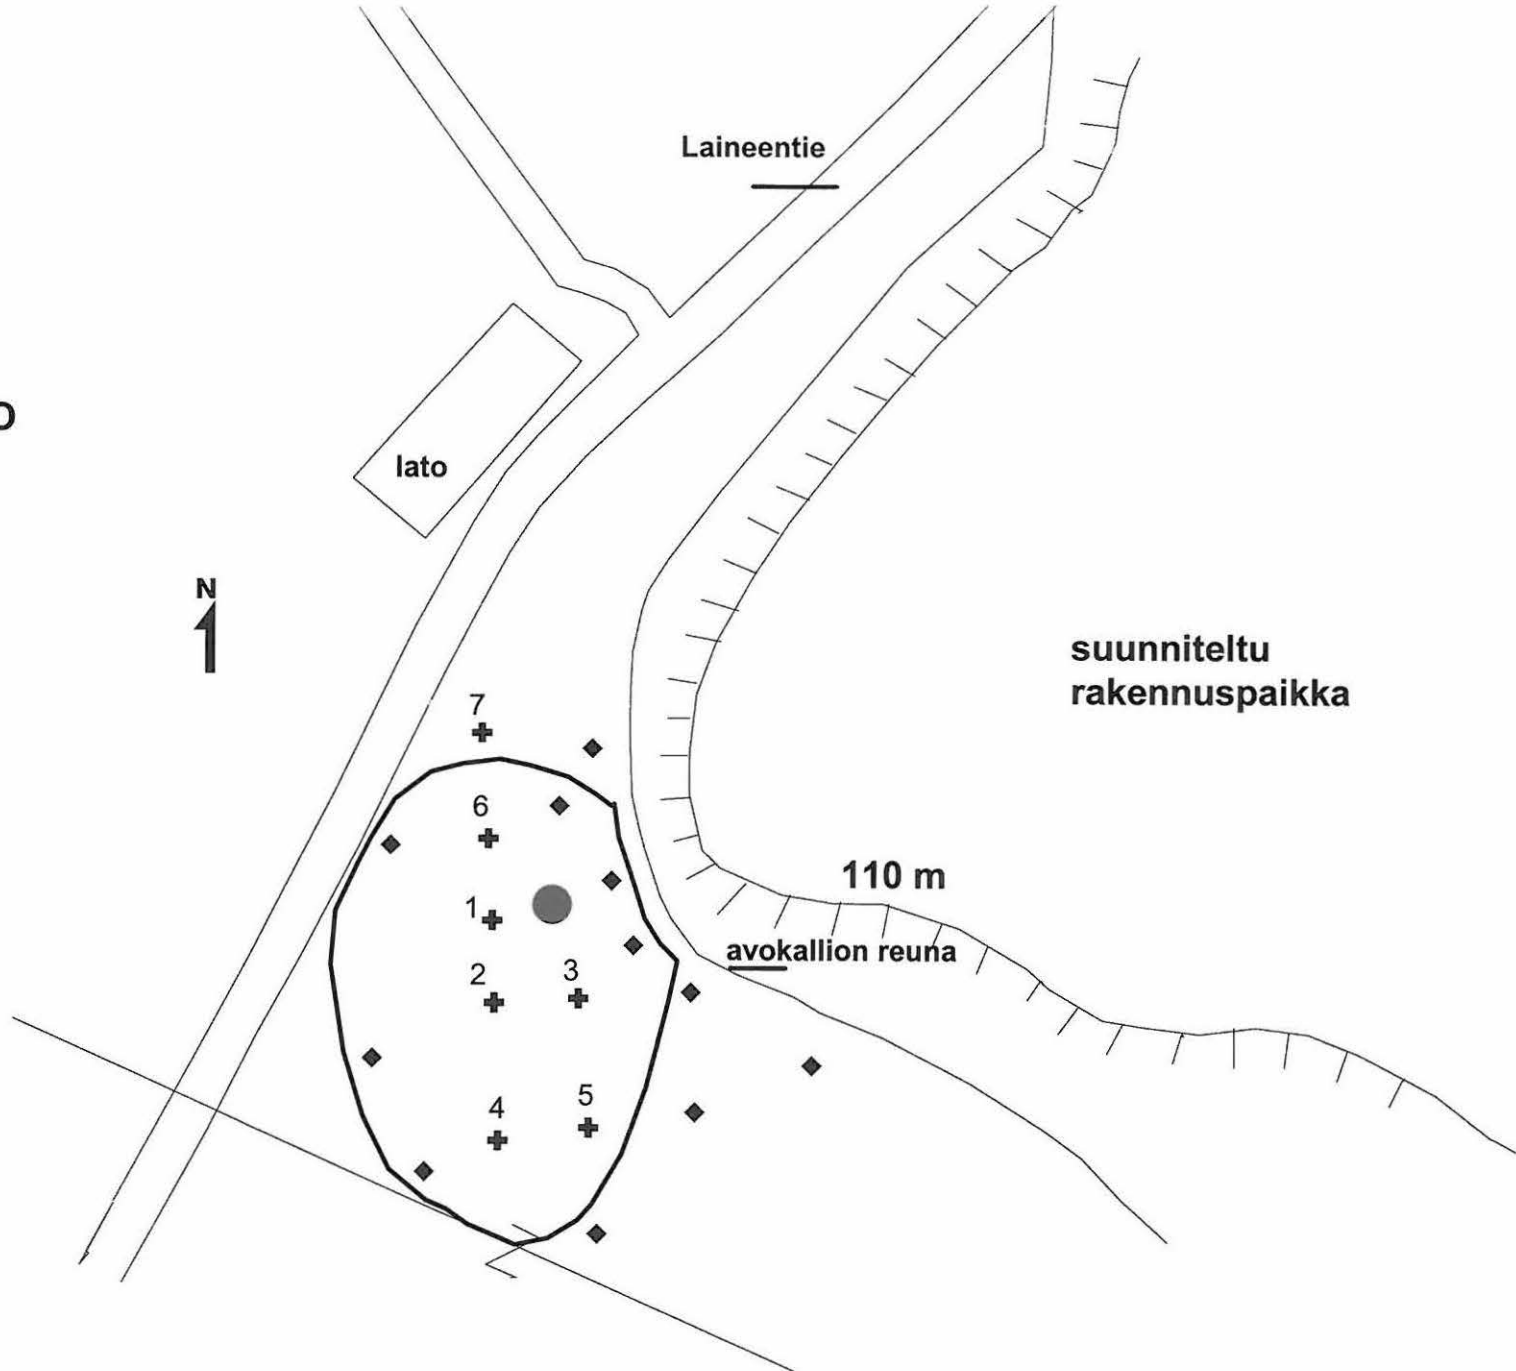 Laineentie
O
lato
N
suunniteltu
rakennuspaikka
7
6
110 m
1
avokallion reuna
2
3
5
4